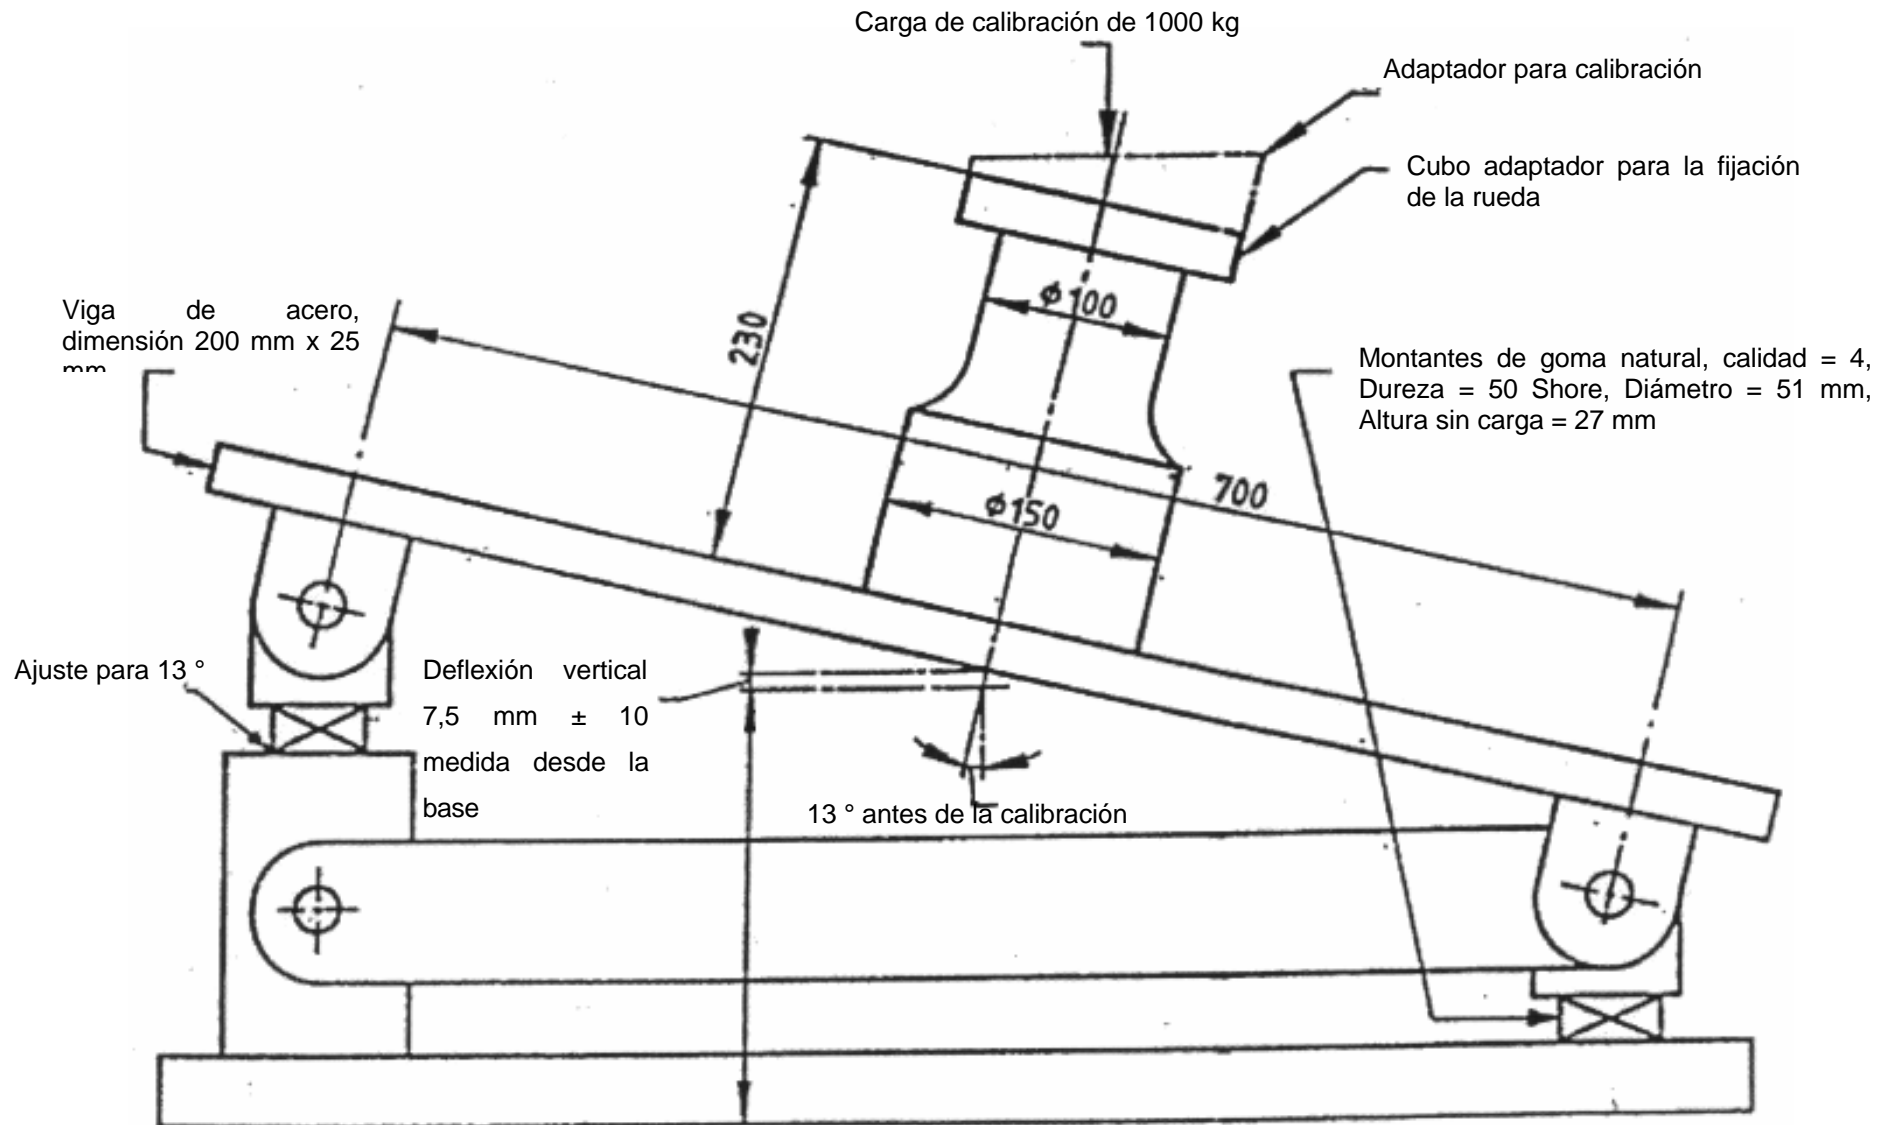 Carga de calibración de 1000 kg
Adaptador para calibración
Cubo adaptador para la fijación
de la rueda
Viga de acero,
dimensión 200 mm x 25
mm
230
ϕ100
Montantes de goma natural, calidad = 4,
Dureza = 50 Shore, Diámetro = 51 mm,
Altura sin carga = 27 mm
700
ϕ150
Ajuste para 13 °
Deflexión vertical
7,5 mm ± 10
medida desde la
base
13 ° antes de la calibración